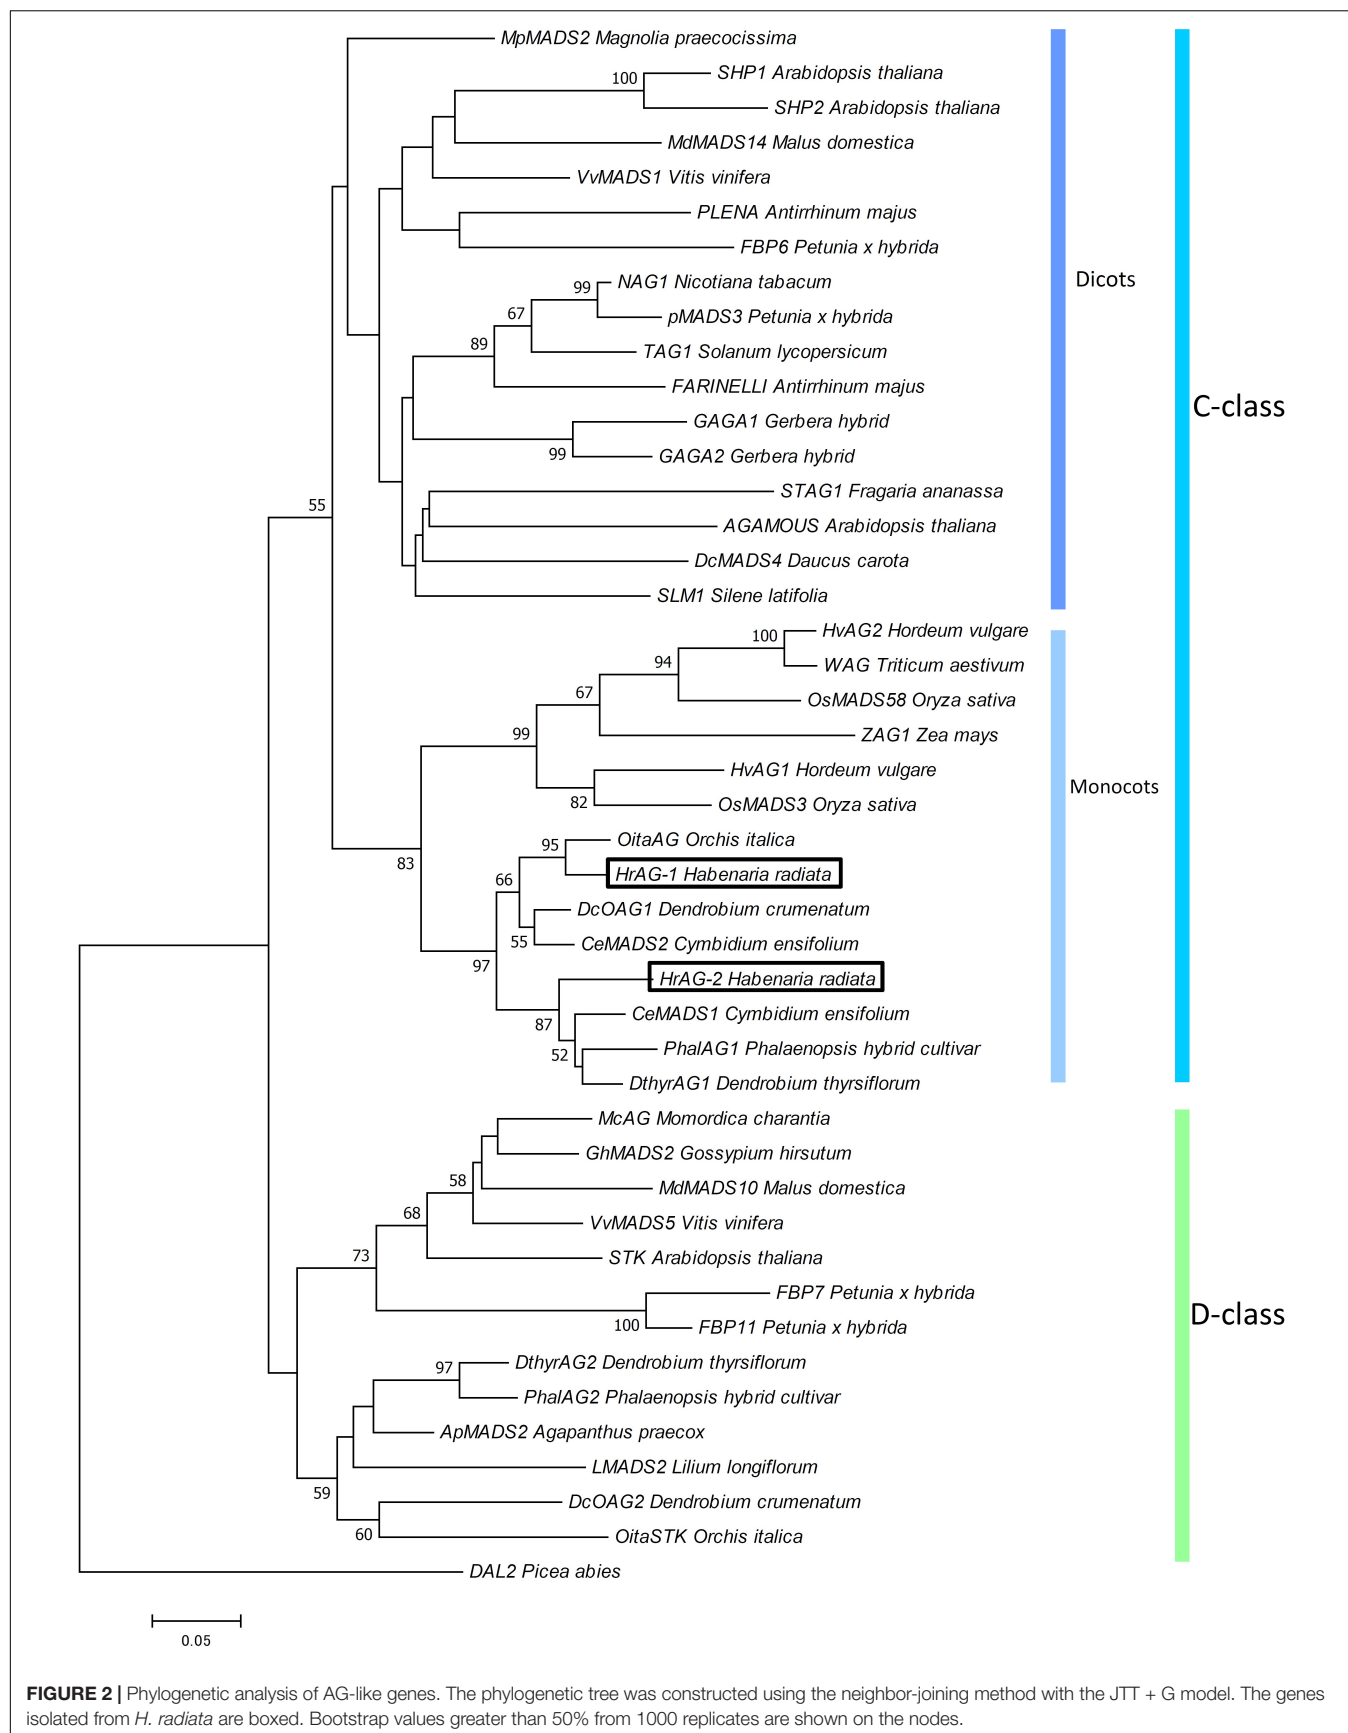 MpMADS2 Magnolia praecocissima
100
SHP1 Arabidopsis thaliana
SHP2 Arabidopsis thaliana
MdMADS14 Malus domestica
VvMADS1 Vitis vinifera
PLENA Antirrhinum majus
FBP6 Petunia x hybrida
Dicots
99
NAG1 Nicotiana tabacum
67
pMADS3 Petunia x hybrida
89
TAG1 Solanum lycopersicum
FARINELLI Antirrhinum majus
C-class
GAGA1 Gerbera hybrid
99
GAGA2 Gerbera hybrid
STAG1 Fragaria ananassa
55
AGAMOUS Arabidopsis thaliana
DcMADS4 Daucus carota
SLM1 Silene latifolia
100
HvAG2 Hordeum vulgare
94
WAG Triticum aestivum
67
OsMADS58 Oryza sativa
99
ZAG1 Zea mays
HvAG1 Hordeum vulgare
Monocots
82
OsMADS3 Oryza sativa
95
OitaAG Orchis italica
83
HrAG-1 Habenaria radiata
66
DcOAG1 Dendrobium crumenatum
55
CeMADS2 Cymbidium ensifolium
97
HrAG-2 Habenaria radiata
87
CeMADS1 Cymbidium ensifolium
52
PhalAG1 Phalaenopsis hybrid cultivar
DthyrAG1 Dendrobium thyrsiflorum
McAG Momordica charantia
GhMADS2 Gossypium hirsutum
58
MdMADS10 Malus domestica
68
VvMADS5 Vitis vinifera
73
STK Arabidopsis thaliana
FBP7 Petunia x hybrida
D-class
100
FBP11 Petunia x hybrida
97
DthyrAG2 Dendrobium thyrsiflorum
PhalAG2 Phalaenopsis hybrid cultivar
ApMADS2 Agapanthus praecox
LMADS2 Lilium longiflorum
59
DcOAG2 Dendrobium crumenatum
60
OitaSTK Orchis italica
DAL2 Picea abies
0.05
FIGURE 2 | Phylogenetic analysis of AG-like genes. The phylogenetic tree was constructed using the neighbor-joining method with the JTT + G model. The genes
isolated from H. radiata are boxed. Bootstrap values greater than 50% from 1000 replicates are shown on the nodes.